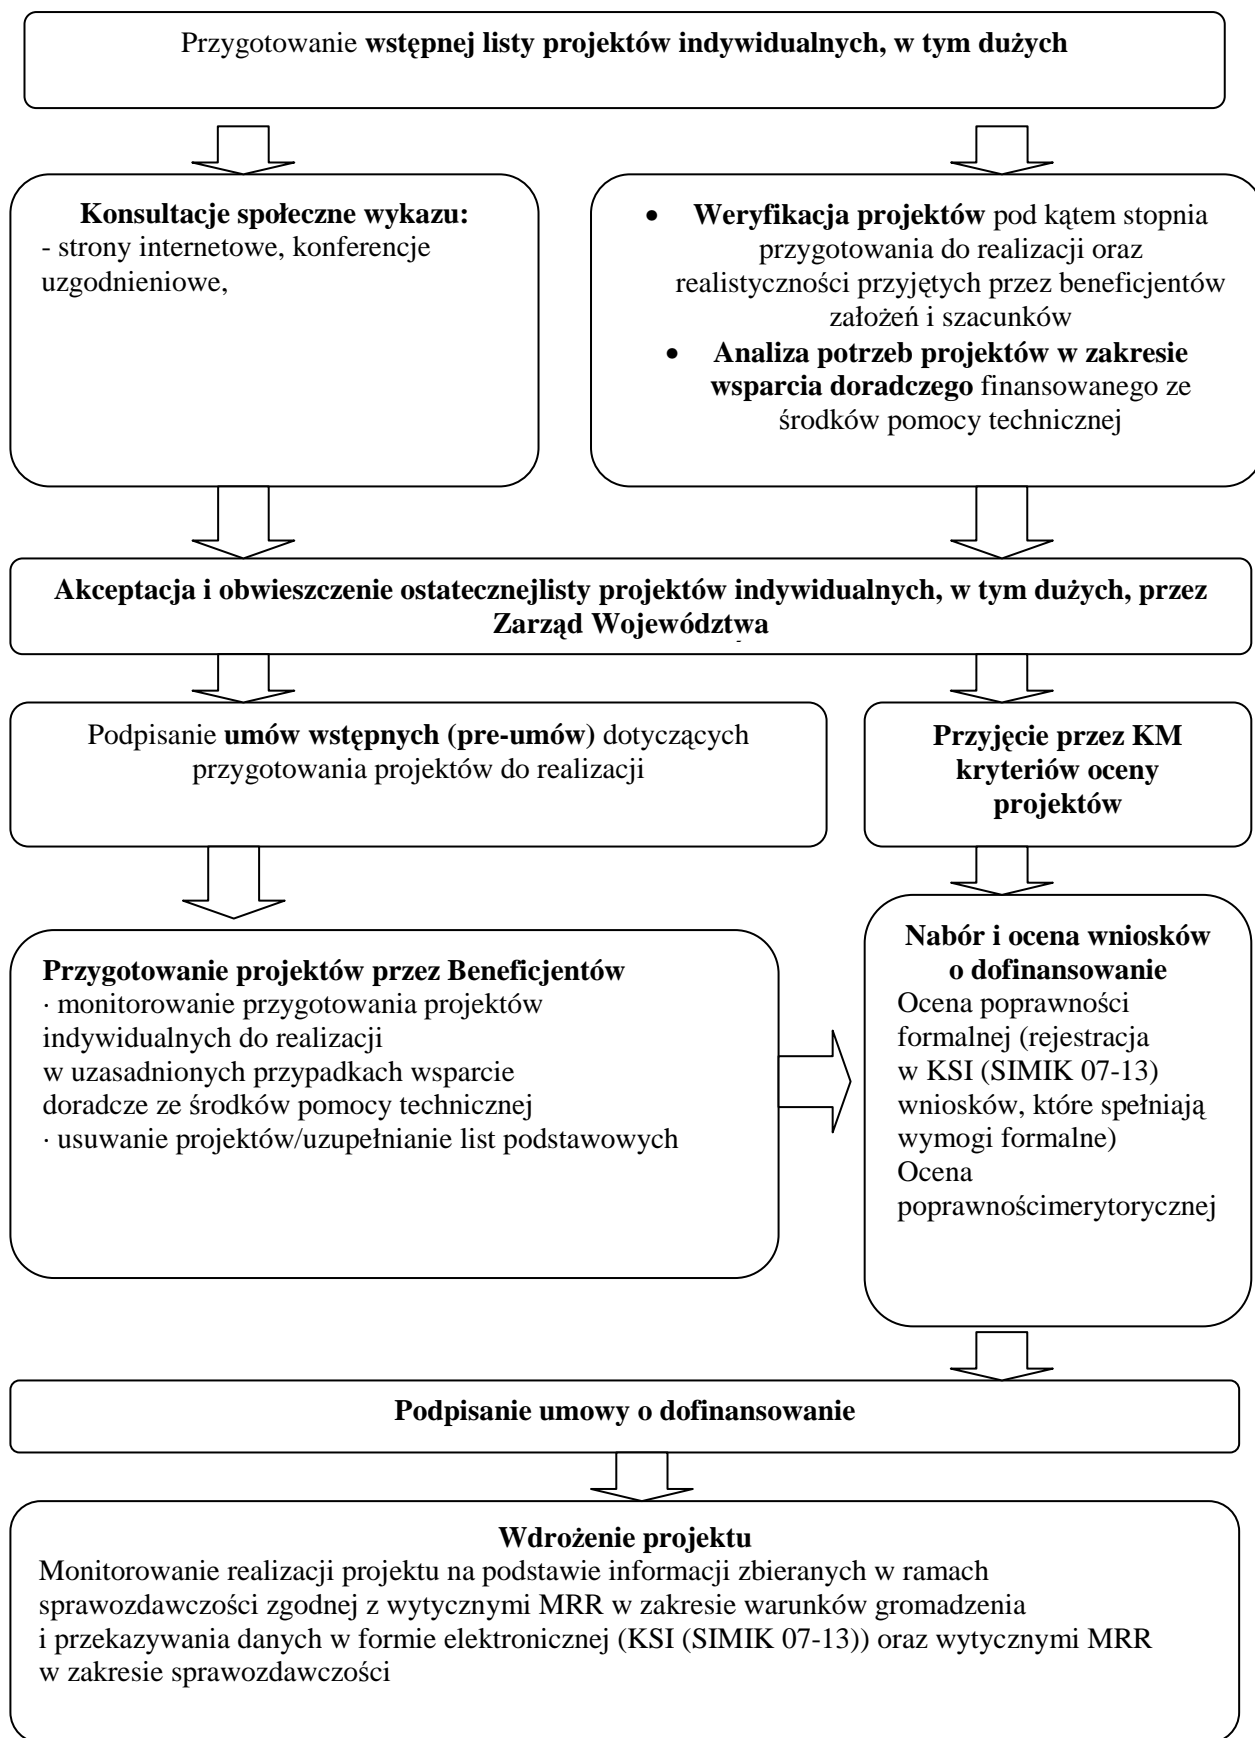 Przygotowanie wstępnej listy projektów indywidualnych, w tym dużych
Konsultacje społeczne wykazu:
- strony internetowe, konferencje
uzgodnieniowe,
• Weryfikacja projektów pod kątem stopnia
przygotowania do realizacji oraz
realistyczności przyjętych przez beneficjentów
założeń i szacunków
• Analiza potrzeb projektów w zakresie
wsparcia doradczego finansowanego ze
środków pomocy technicznej
Akceptacja i obwieszczenie ostatecznejlisty projektów indywidualnych, w tym dużych, przez
Zarząd Województwa
Podpisanie umów wstępnych (pre-umów) dotyczących
przygotowania projektów do realizacji
Przyjęcie przez KM
kryteriów oceny
projektów
Przygotowanie projektów przez Beneficjentów
· monitorowanie przygotowania projektów
indywidualnych do realizacji
w uzasadnionych przypadkach wsparcie
doradcze ze środków pomocy technicznej
· usuwanie projektów/uzupełnianie list podstawowych
Nabór i ocena wniosków
o dofinansowanie
Ocena poprawności
formalnej (rejestracja
w KSI (SIMIK 07-13)
wniosków, które spełniają
wymogi formalne)
Ocena
poprawnościmerytorycznej
Podpisanie umowy o dofinansowanie
Wdrożenie projektu
Monitorowanie realizacji projektu na podstawie informacji zbieranych w ramach
sprawozdawczości zgodnej z wytycznymi MRR w zakresie warunków gromadzenia
i przekazywania danych w formie elektronicznej (KSI (SIMIK 07-13)) oraz wytycznymi MRR
w zakresie sprawozdawczości